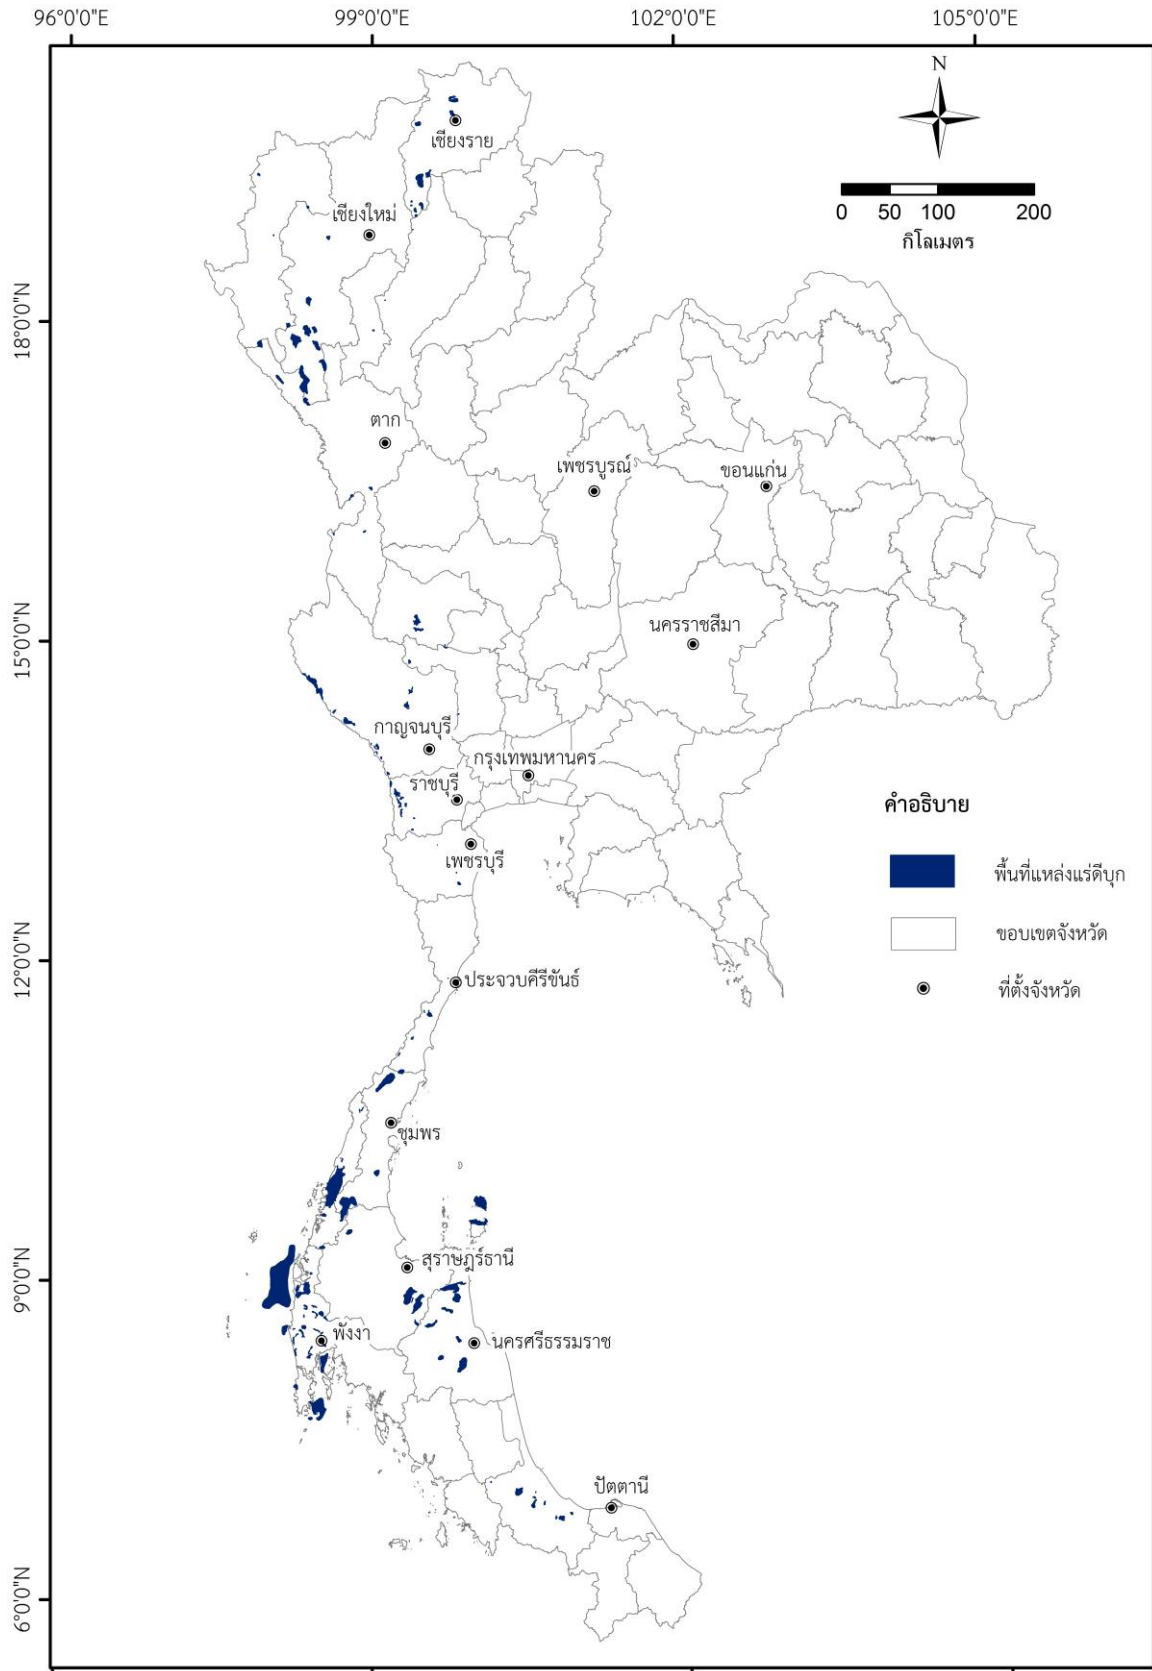 96°0'0"E
99°0'0"E
102°0'0"E
105°0'0"E
N
0 50 100 200
กิโลเมตร
เชียงราย
เชียงใหม่
18°0'0"N
ตาก
เพชรบูรณ์
ขอนแก่น
15°0'0"N
นครราชสีมา
กาญจนบุรี
กรุงเทพมหานคร
ราชบุรี
เพชรบุรี
คำอธิบาย
พื้นที่แหล่งแร่ดีบุก
ขอบเขตจังหวัด
ที่ตั้งจังหวัด
12°0'0"N
ประจวบคีรีขันธ์
ชุมพร
9°0'0"N
สุราษฎร์ธานี
พังงา
นครศรีธรรมราช
ปัตตานี
6°0'0"N